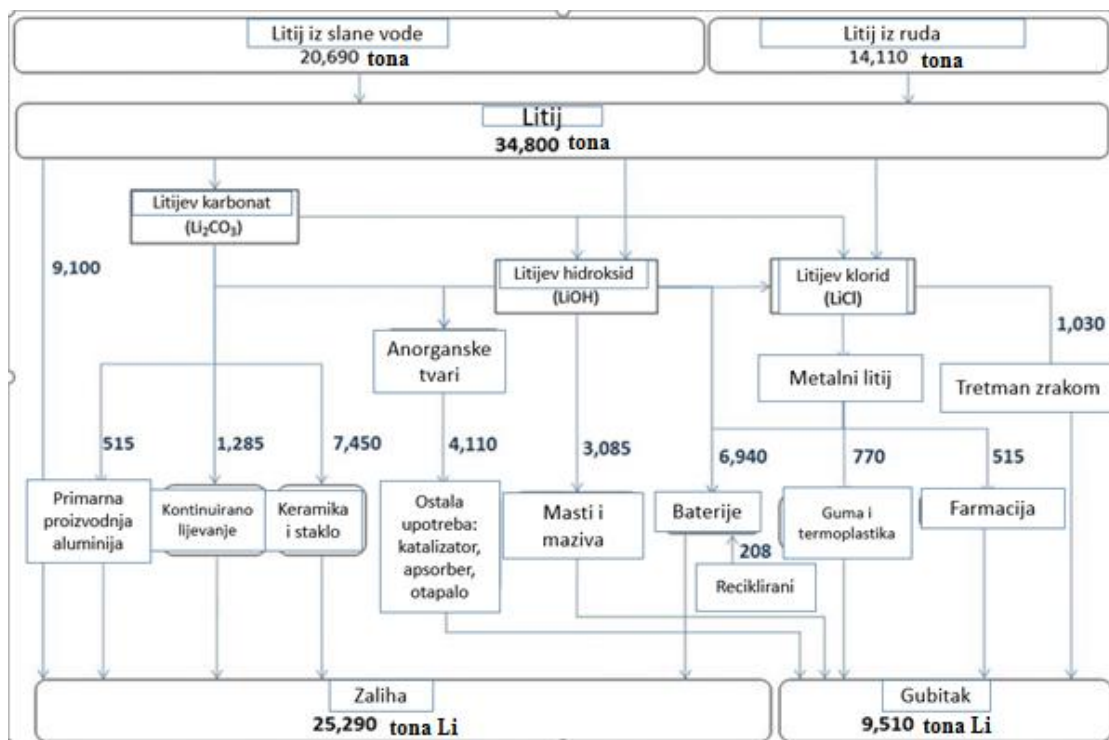 Litij iz slane vode
20,690 tona
Litij iz ruda
14,110 tona
Litij
34,800 tona
Litijev karbonat
(Li₂CO₃)
9,100
Litijev hidroksid
(LiOH)
Litijev klorid
(LiCl)
1,030
Anorganske
tvari
Metalni litij
Tretman zrakom
515
1,285
7,450
4,110
3,085
6,940
770
515
Primarna
proizvodnja
aluminija
Kontinuirano
lijevanje
Keramika
i staklo
Ostala
upotreba:
katalizator,
apsorber,
otapalo
Masti i
maziva
Baterije
Guma i
termoplastika
Farmacija
208
Reciklirani
Zaliha
25,290 tona Li
Gubitak
9,510 tona Li